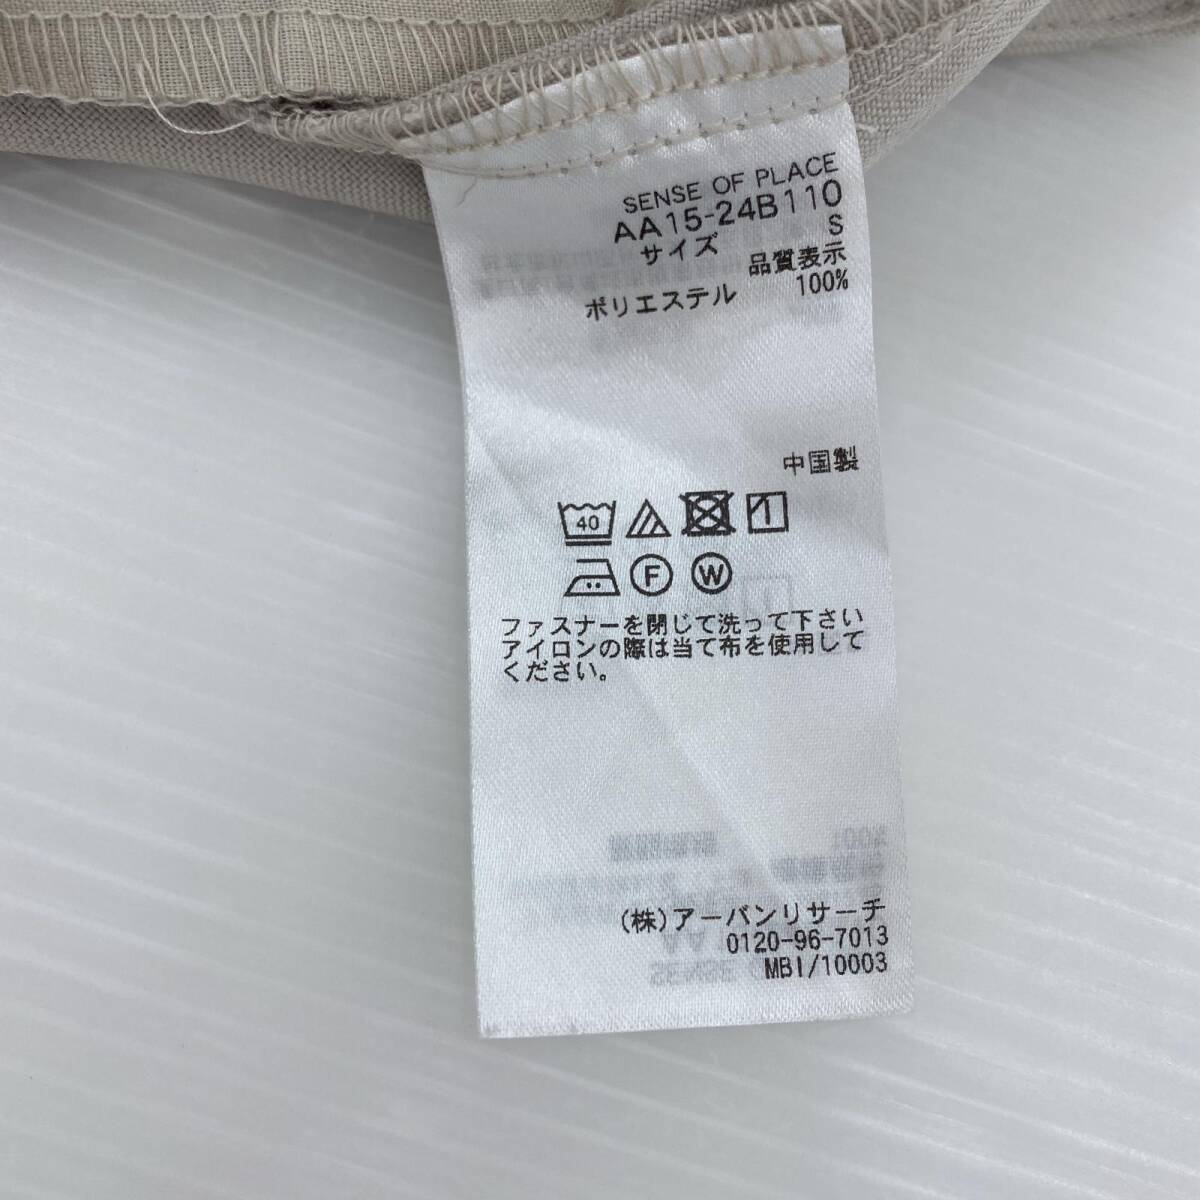 SENSE OF PLACE
AA15-24B110
サイズ S
品質表示
ポリエステル 100%
中国製
40
F W
ファスナーを閉じて洗って下さい
アイロンの際は当て布を使用して
ください。
(株)アーバンリサーチ
0120-96-7013
MBI/10003